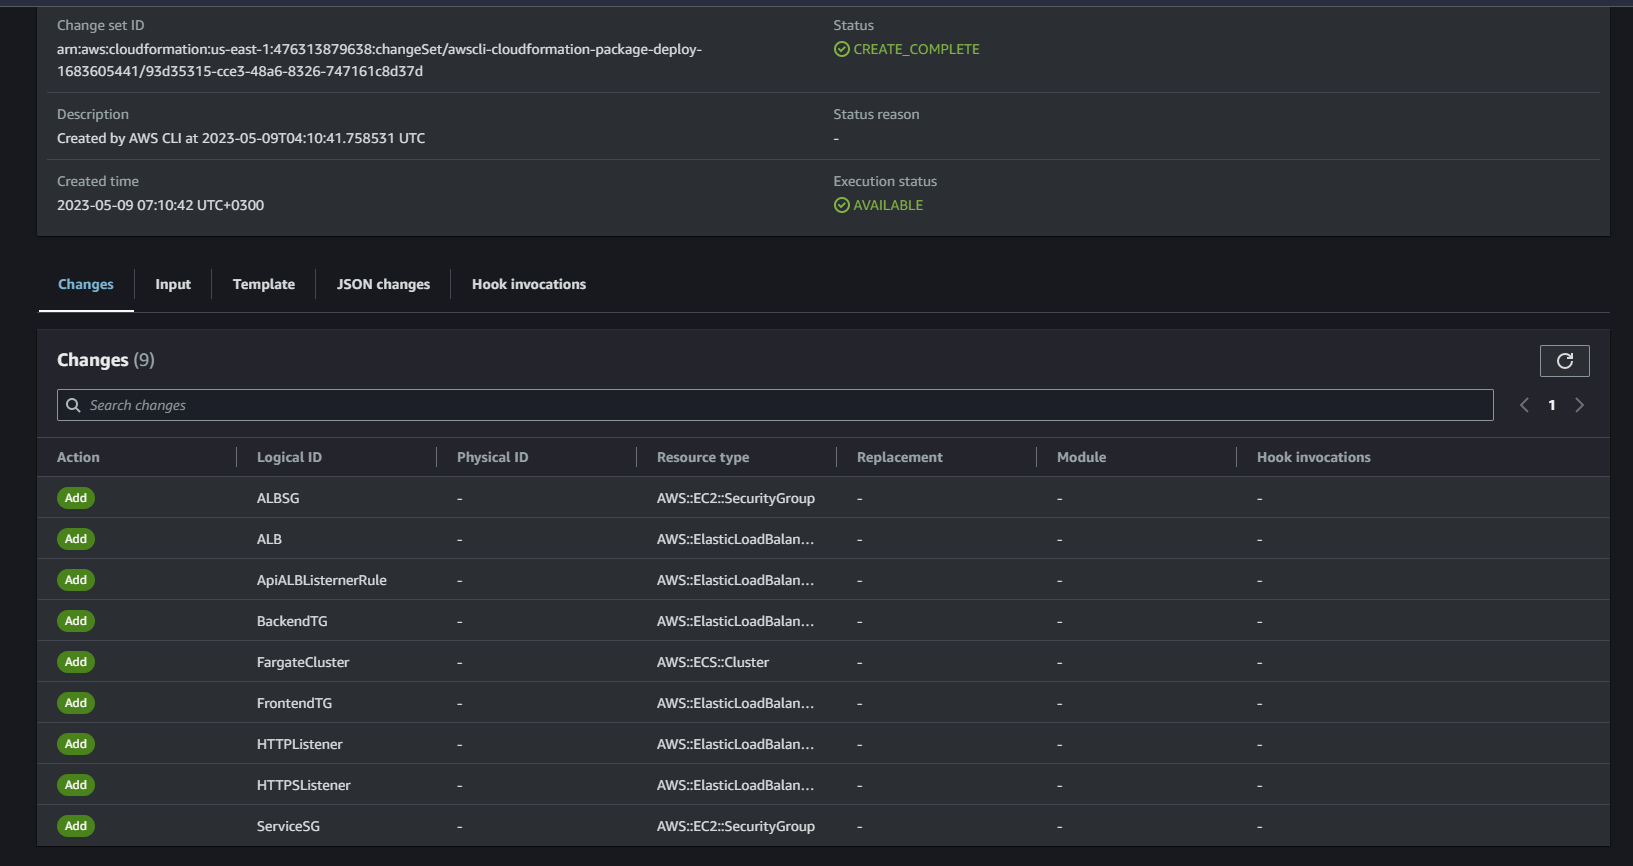 Change set ID
Status
arn:aws:cloudformation:us-east-1:476313879638:changeSet/awscli-cloudformation-package-deploy-
1683605441/93d35315-cce3-48a6-8326-747161c8d37d
CREATE_COMPLETE
Description
Status reason
Created by AWS CLI at 2023-05-09T04:10:41.758531 UTC
-
Created time
Execution status
2023-05-09 07:10:42 UTC+0300
AVAILABLE
Changes Input Template JSON changes Hook invocations
Changes (9)
Search changes
1
Action Logical ID Physical ID Resource type Replacement Module Hook invocations
Add ALBSG - AWS::EC2::SecurityGroup - - -
Add ALB - AWS::ElasticLoadBalan... - - -
Add ApiALBListernerRule - AWS::ElasticLoadBalan... - - -
Add BackendTG - AWS::ElasticLoadBalan... - - -
Add FargateCluster - AWS::ECS::Cluster - - -
Add FrontendTG - AWS::ElasticLoadBalan... - - -
Add HTTPListener - AWS::ElasticLoadBalan... - - -
Add HTTPSListener - AWS::ElasticLoadBalan... - - -
Add ServiceSG - AWS::EC2::SecurityGroup - - -